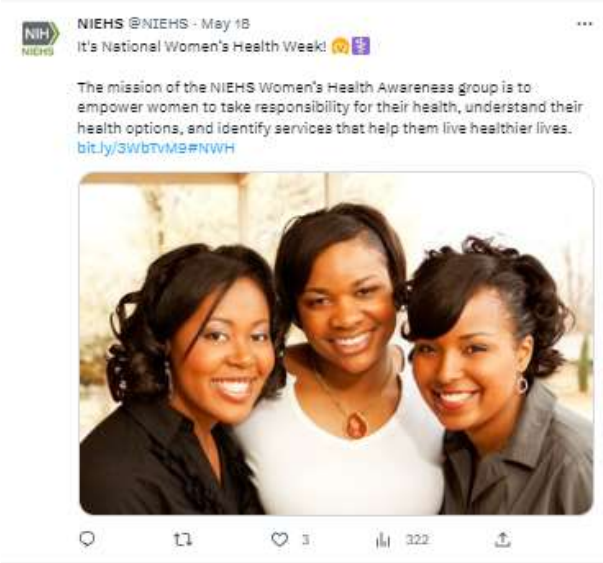 NIH
NIEHS
NIEHS @NIEHS · May 18
It's National Women's Health Week!
The mission of the NIEHS Women's Health Awareness group is to
empower women to take responsibility for their health, understand their
health options, and identify services that help them live healthier lives.
bit.ly/3WbTvM9#NWH
3
322